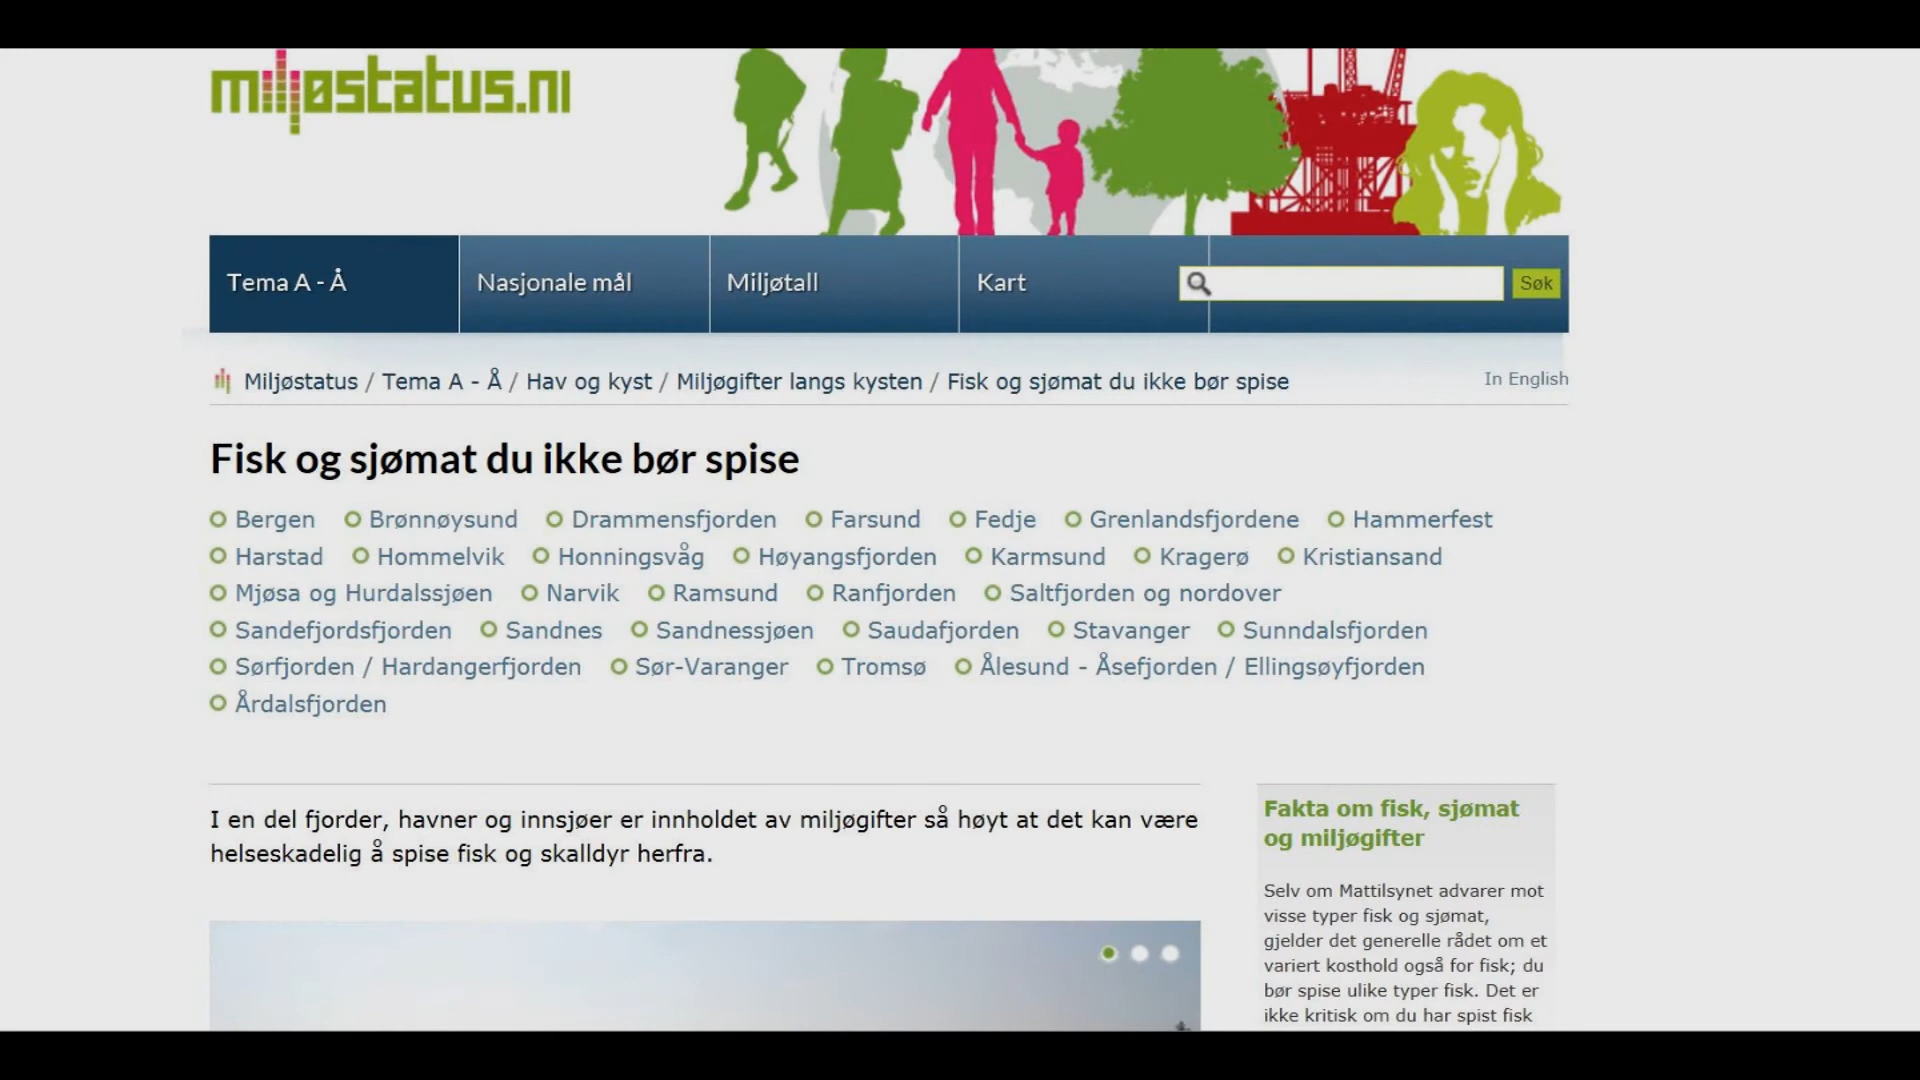 miljøstatus.n
Tema A - Å Nasjonale mål Miljøtall Kart Søk
Miljøstatus / Tema A - Å / Hav og kyst / Miljøgifter langs kysten / Fisk og sjømat du ikke bør spise In English
Fisk og sjømat du ikke bør spise
Bergen Brønnøysund Drammensfjorden Farsund Fedje Grenlandsfjordene Hammerfest
Harstad Hommelvik Honningsvåg Høyangsfjorden Karmsund Kragerø Kristiansand
Mjøsa og Hurdalssjøen Narvik Ramsund Ranfjorden Saltfjorden og nordover
Sandefjordsfjorden Sandnes Sandnessjøen Saudafjorden Stavanger Sunndalsfjorden
Sørfjorden / Hardangerfjorden Sør-Varanger Tromsø Ålesund - Åsefjorden / Ellingsøyfjorden
Årdalsfjorden
I en del fjorder, havner og innsjøer er innholdet av miljøgifter så høyt at det kan være
helseskadelig å spise fisk og skalldyr herfra.
Fakta om fisk, sjømat
og miljøgifter
Selv om Mattilsynet advarer mot
visse typer fisk og sjømat,
gjelder det generelle rådet om et
variert kosthold også for fisk; du
bør spise ulike typer fisk. Det er
ikke kritisk om du har spist fisk